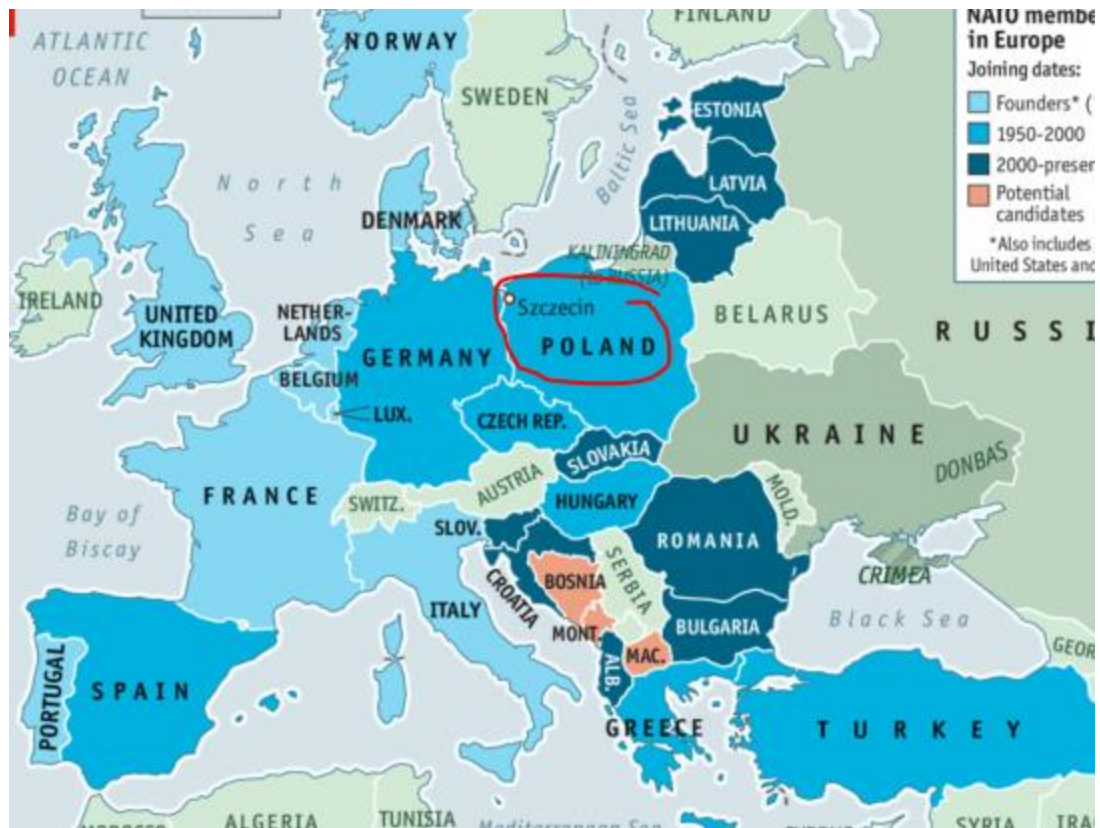 ATLANTIC
OCEAN
NORWAY
SWEDEN
FINLAND
NATO membe
in Europe
Joining dates:
Founders* (
1950-2000
2000-presen
Potential
candidates
*Also includes
United States and
ESTONIA
Baltic Sea
LATVIA
LITHUANIA
North
Sea
DENMARK
KALININGRAD
(to RUSSIA)
IRELAND
UNITED
KINGDOM
NETHER-
LANDS
Szczecin
BELARUS
RUSSI
GERMANY
POLAND
BELGIUM
LUX.
CZECH REP.
UKRAINE
DONBAS
SLOVAKIA
FRANCE
SWITZ.
AUSTRIA
HUNGARY
MOLD.
Bay of
Biscay
SLOV.
ROMANIA
CROATIA
BOSNIA
SERBIA
CRIMEA
ITALY
Black Sea
MONT.
BULGARIA
MAC.
ALB.
GEOR
PORTUGAL
SPAIN
GREECE
TURKEY
ALGERIA
TUNISIA
Mediterranean Sea
SYRIA
IRA